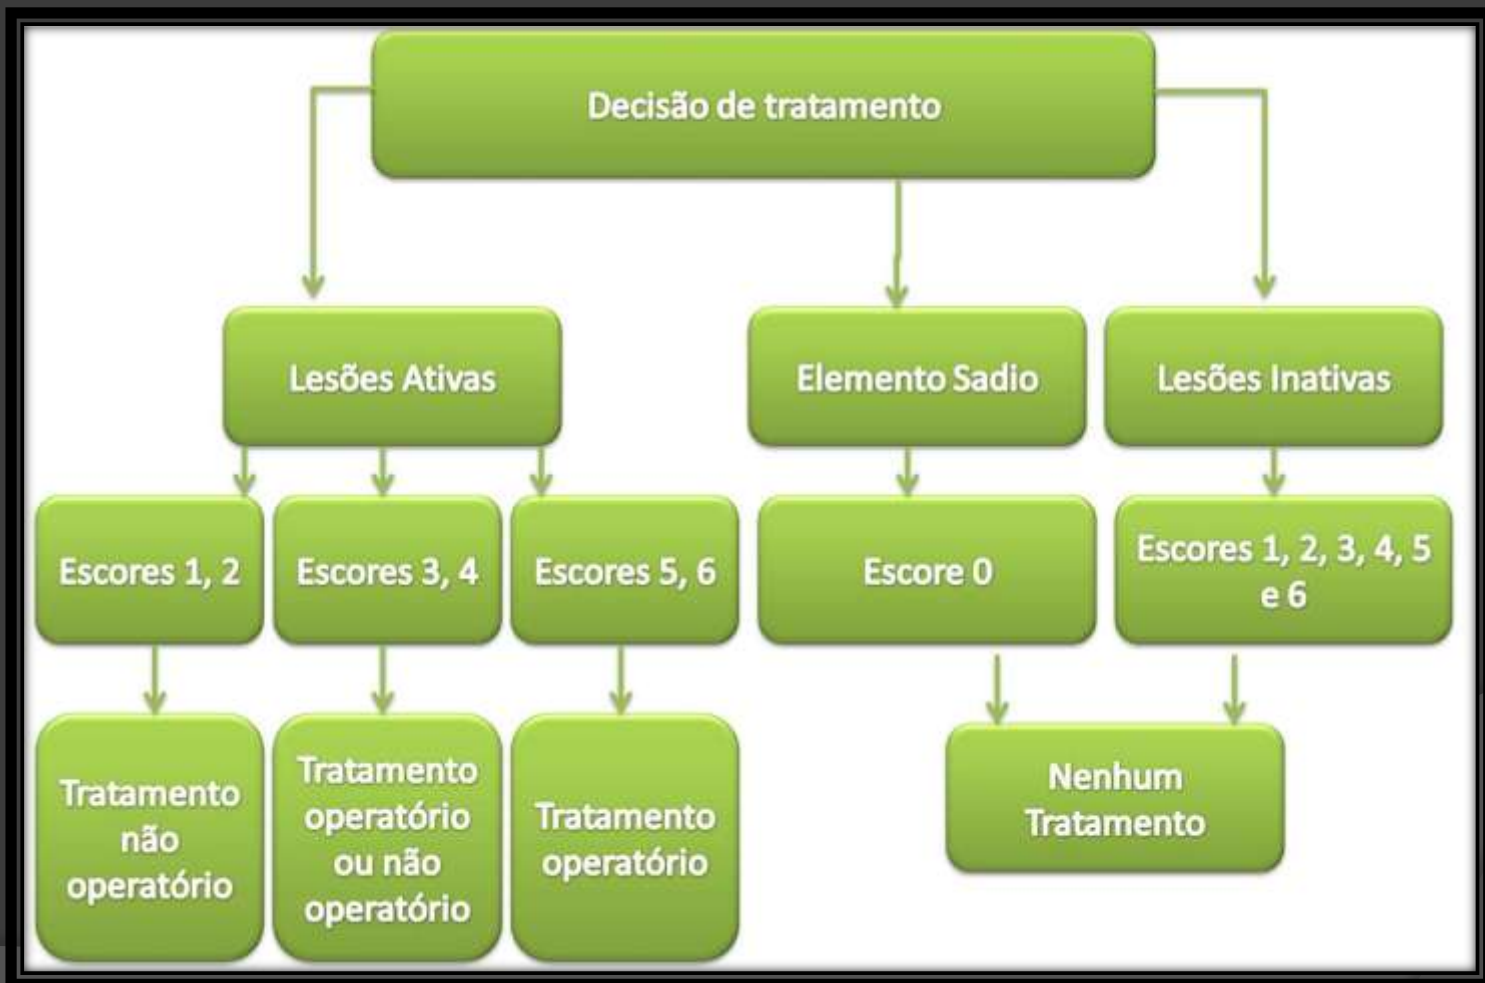 Decisão de tratamento
Lesões Ativas
Elemento Sadio
Lesões Inativas
Escores 1, 2
Escores 3, 4
Escores 5, 6
Escore 0
Escores 1, 2, 3, 4, 5
e 6
Tratamento
não
operatório
Tratamento
operatório
ou não
operatório
Tratamento
operatório
Nenhum
Tratamento